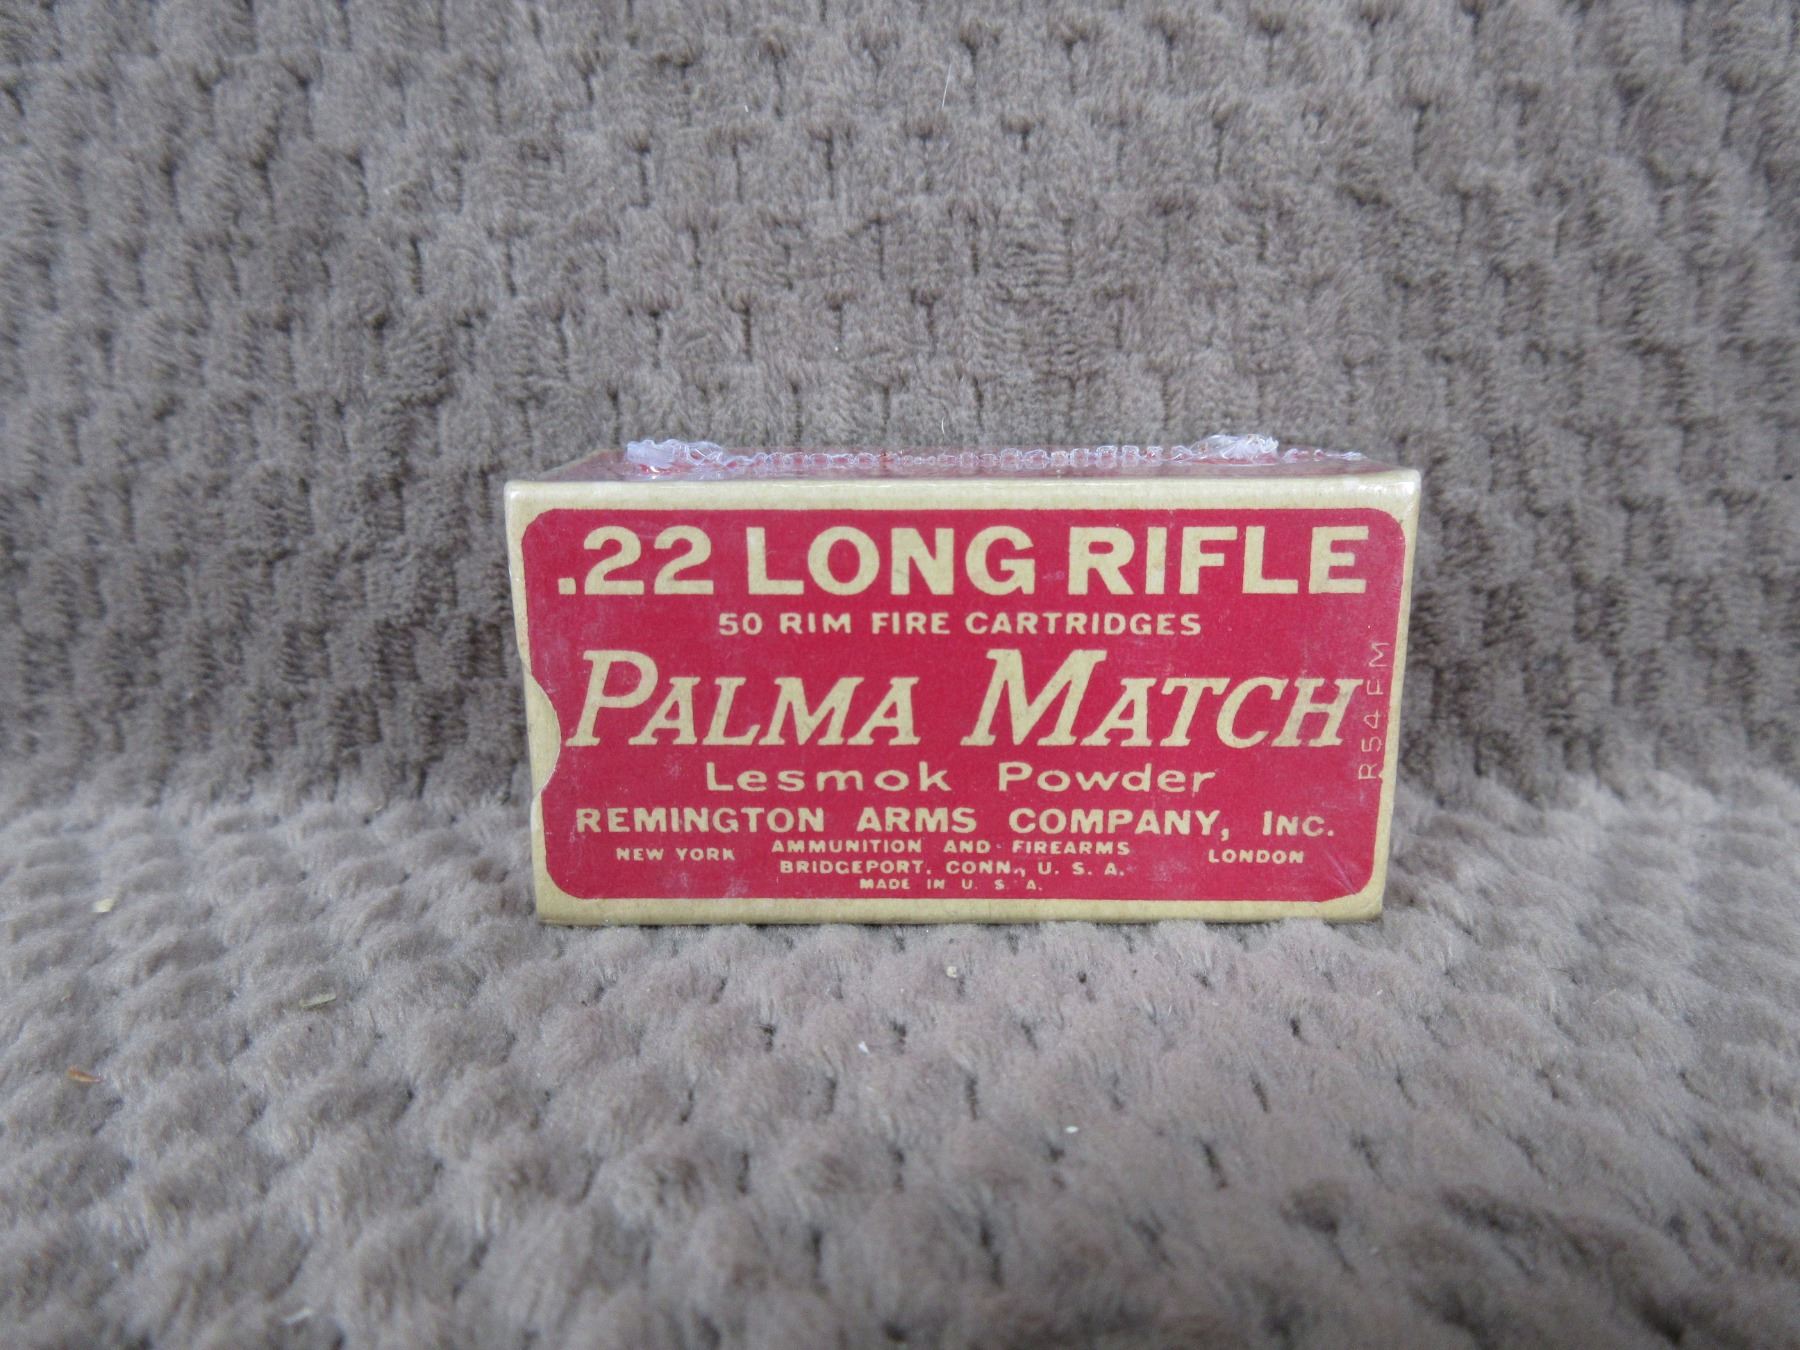 .22 LONG RIFLE
50 RIM FIRE CARTRIDGES
PALMA MATCH
Lesmok Powder
REMINGTON ARMS COMPANY, INC.
AMMUNITION AND FIREARMS
NEW YORK
LONDON
BRIDGEPORT, CONN., U. S. A.
MADE IN U. S. A.
R54FM